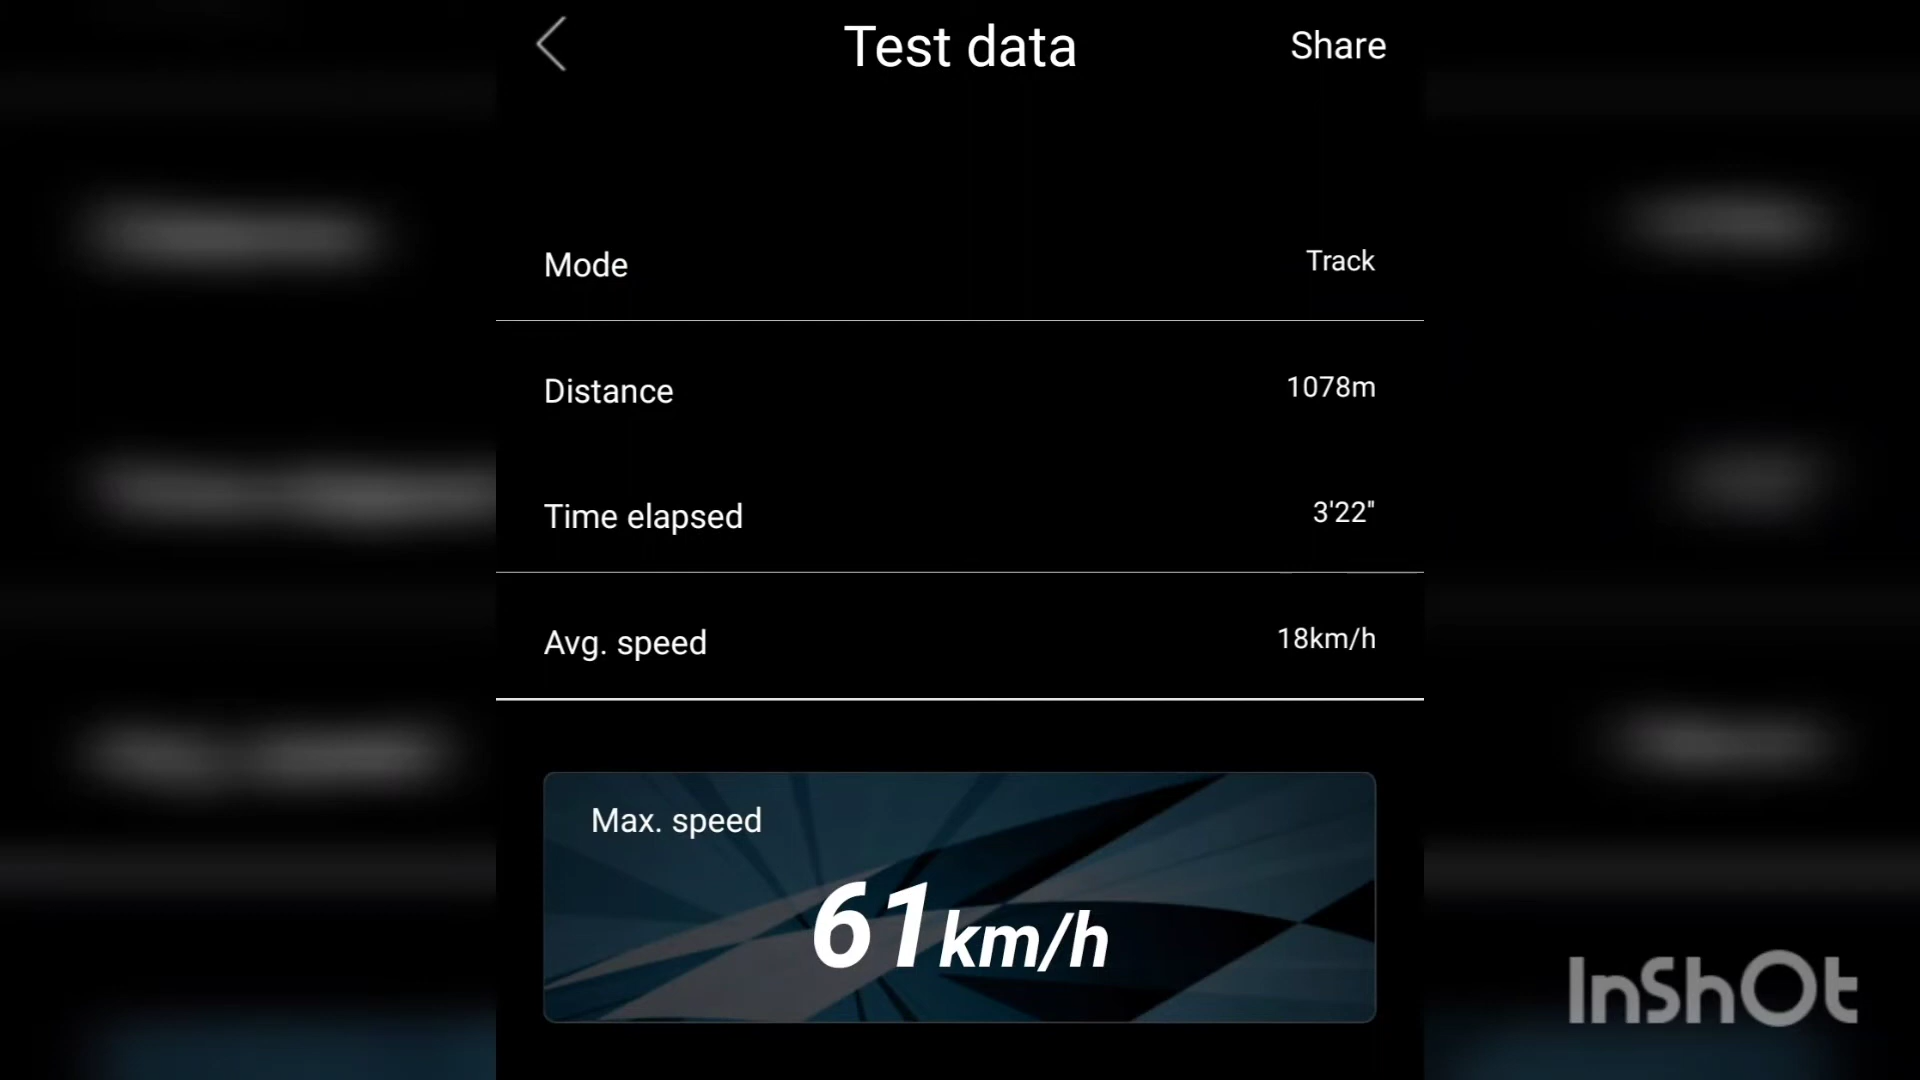 Test data
Share
Mode
Track
Distance
1078m
Time elapsed
3'22"
Avg. speed
18km/h
Max. speed
61km/h
InShOt